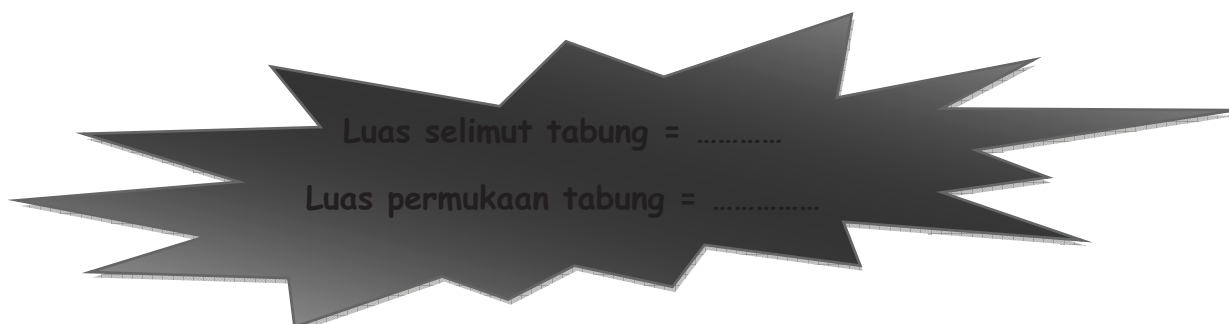 Luas selimut tabung = …………
Luas permukaan tabung = ……………